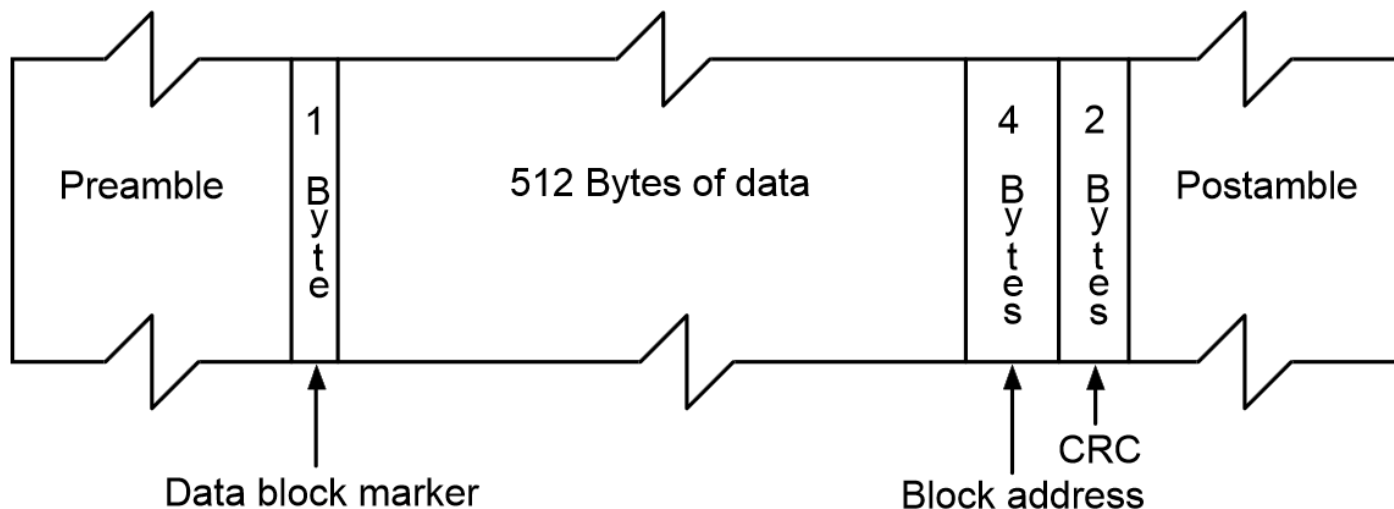 Preamble
1 Byte
512 Bytes of data
4 Bytes
2 Bytes
Postamble
Data block marker
Block address
CRC